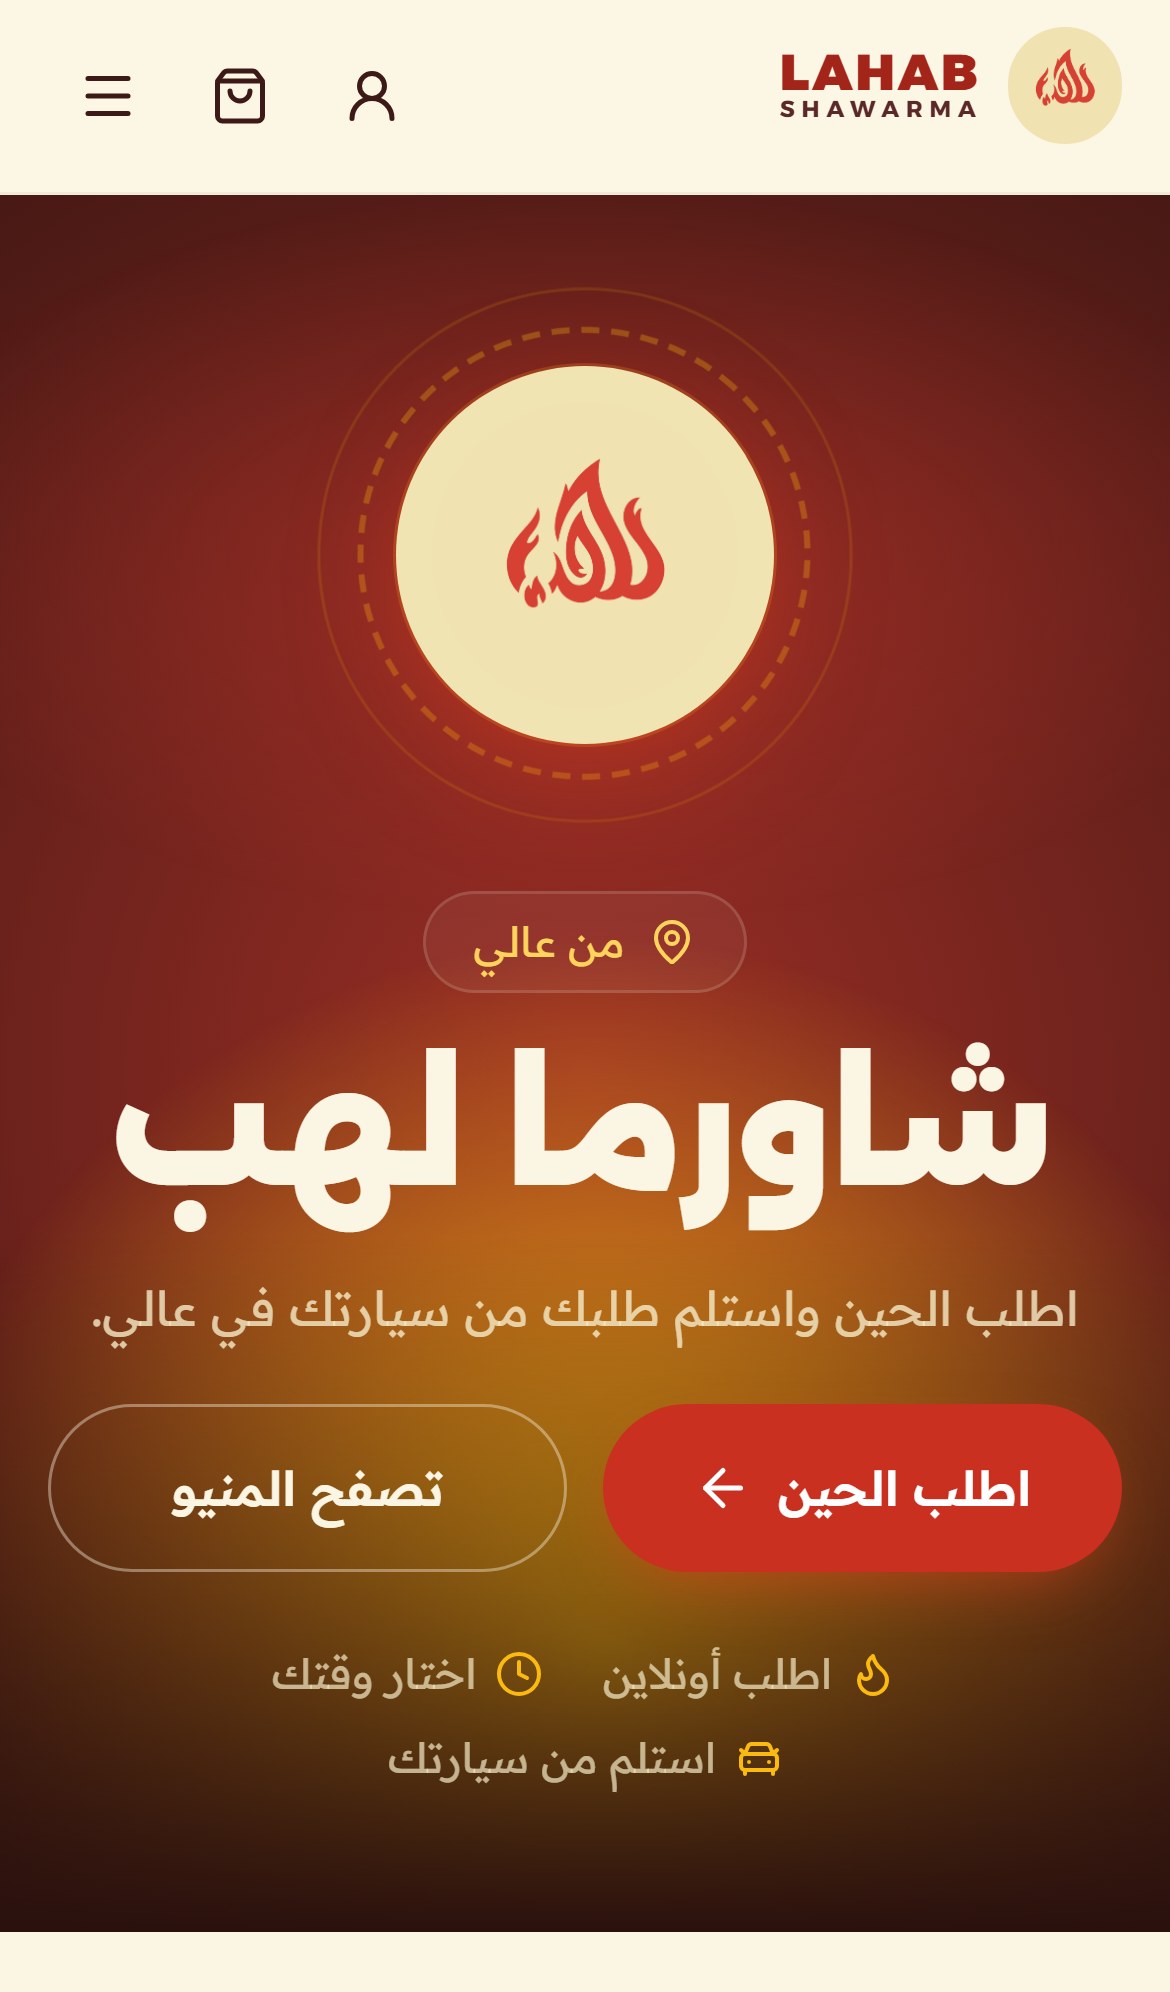 LAHAB
SHAWARMA
لهب
من عالي
شاورما لهب
اطلب الحين واستلم طلبك من سيارتك في عالي.
اطلب الحين
تصفح المنيو
اطلب أونلاين
اختار وقتك
استلم من سيارتك